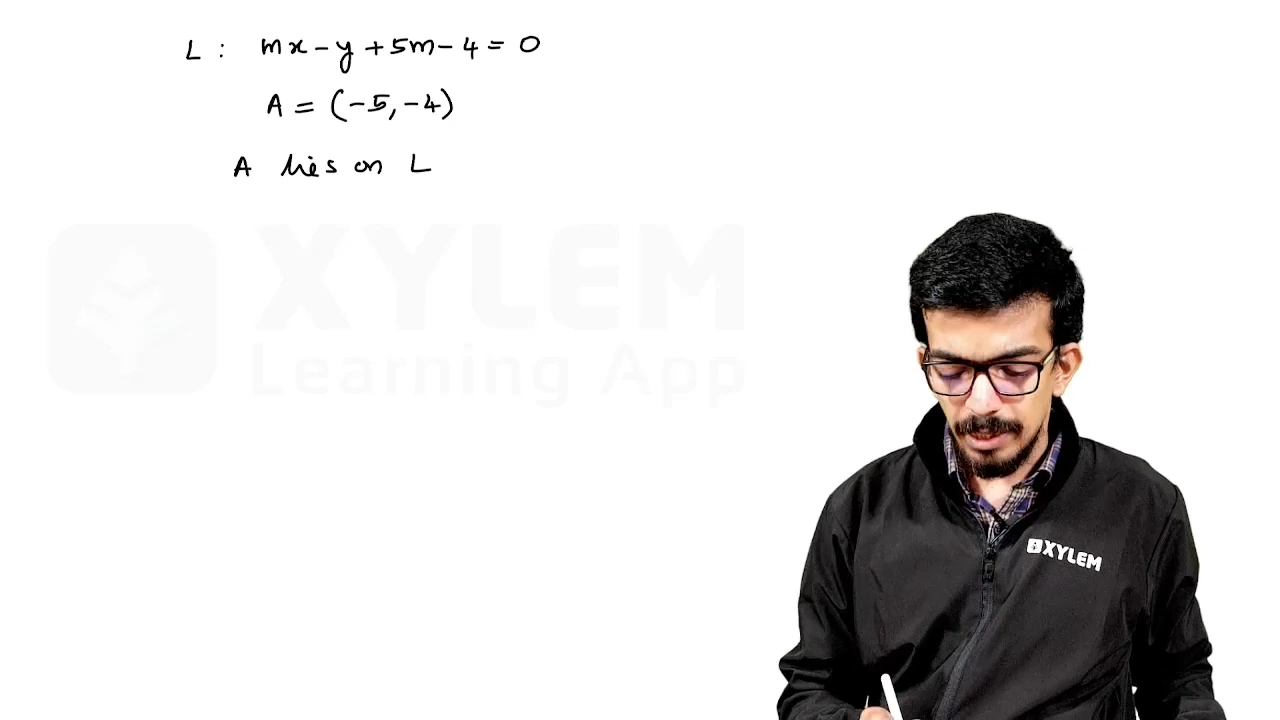 L : mx - y + 5m - 4 = 0
A = (-5, -4)
A lies on L
XYLEM
Learning App
XYLEM